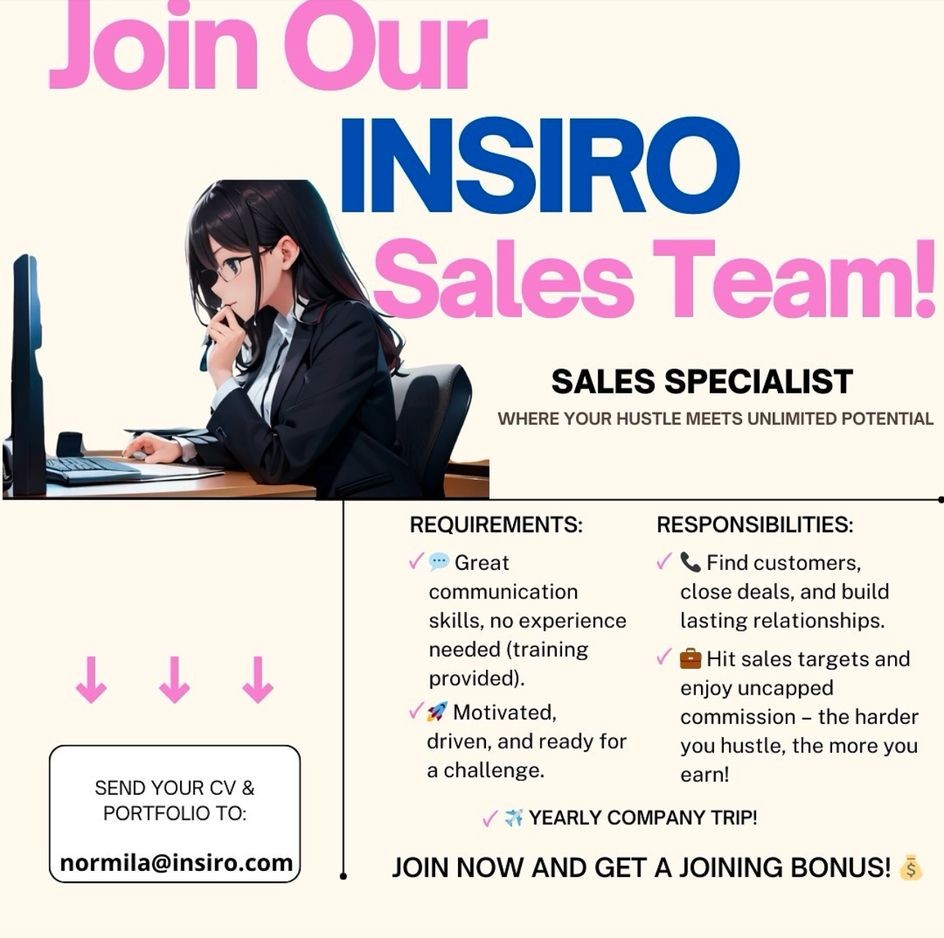 Join Our
INSIRO
Sales Team!
SALES SPECIALIST
WHERE YOUR HUSTLE MEETS UNLIMITED POTENTIAL
REQUIREMENTS:
✓💬 Great
communication
skills, no experience
needed (training
provided).
✓🚀 Motivated,
driven, and ready for
a challenge.
RESPONSIBILITIES:
✓ 📞 Find customers,
close deals, and build
lasting relationships.
✓ 💼 Hit sales targets and
enjoy uncapped
commission – the harder
you hustle, the more you
earn!
✓ ✈️ YEARLY COMPANY TRIP!
JOIN NOW AND GET A JOINING BONUS! 💰
SEND YOUR CV &
PORTFOLIO TO:
normila@insiro.com